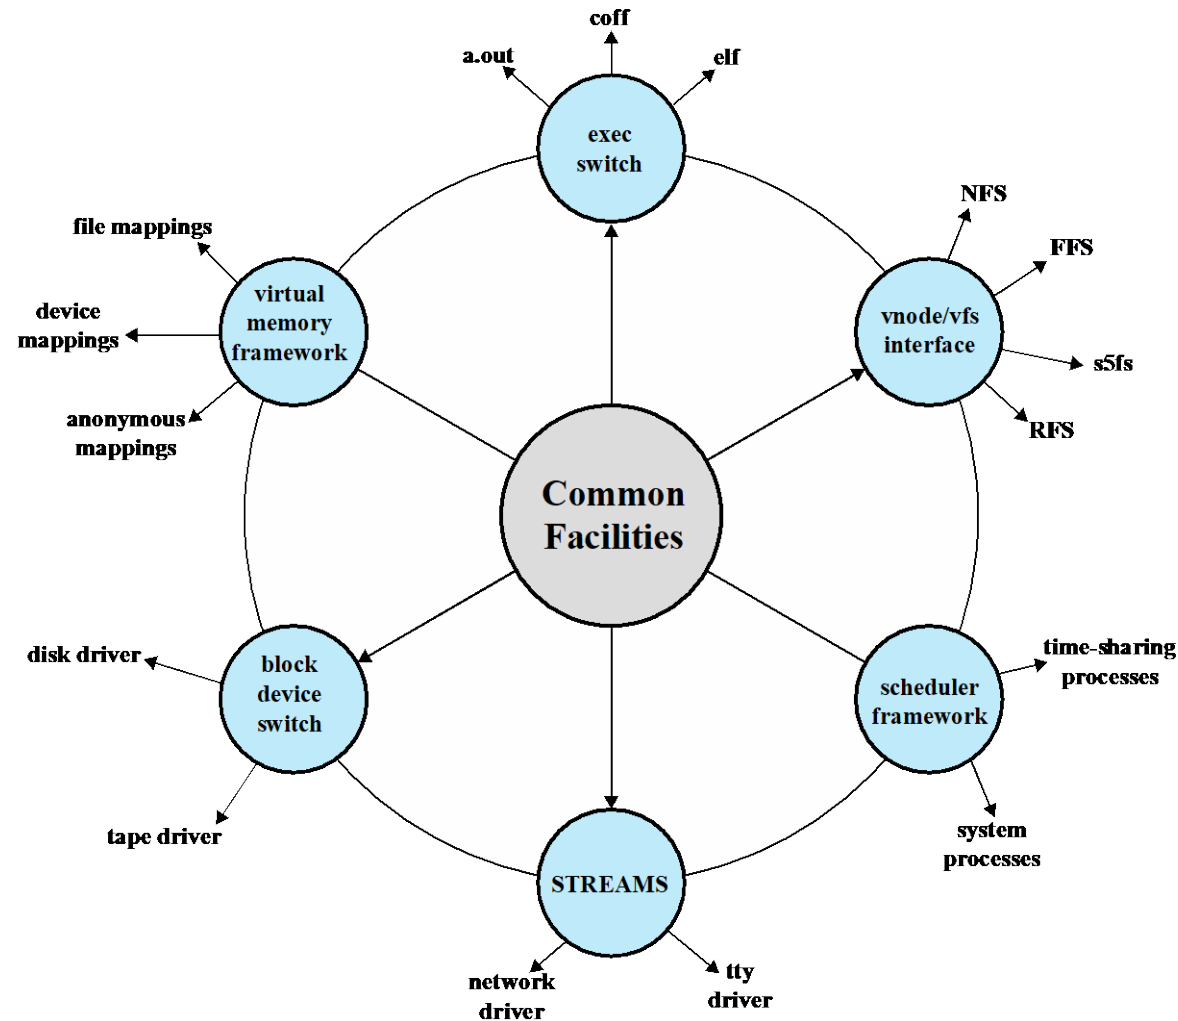 coff
a.out
elf
exec
switch
NFS
FFS
vnode/vfs
interface
s5fs
RFS
file mappings
virtual
memory
framework
device
mappings
anonymous
mappings
Common
Facilities
disk driver
block
device
switch
tape driver
time-sharing
processes
scheduler
framework
system
processes
STREAMS
network
driver
tty
driver